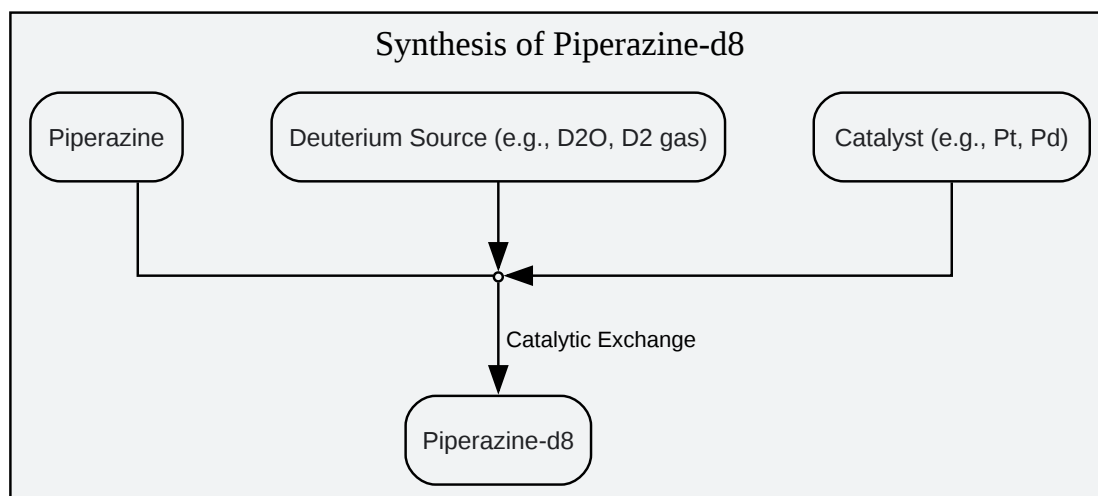 Synthesis of Piperazine-d8
Piperazine
Deuterium Source (e.g., D2O, D2 gas)
Catalyst (e.g., Pt, Pd)
Catalytic Exchange
Piperazine-d8